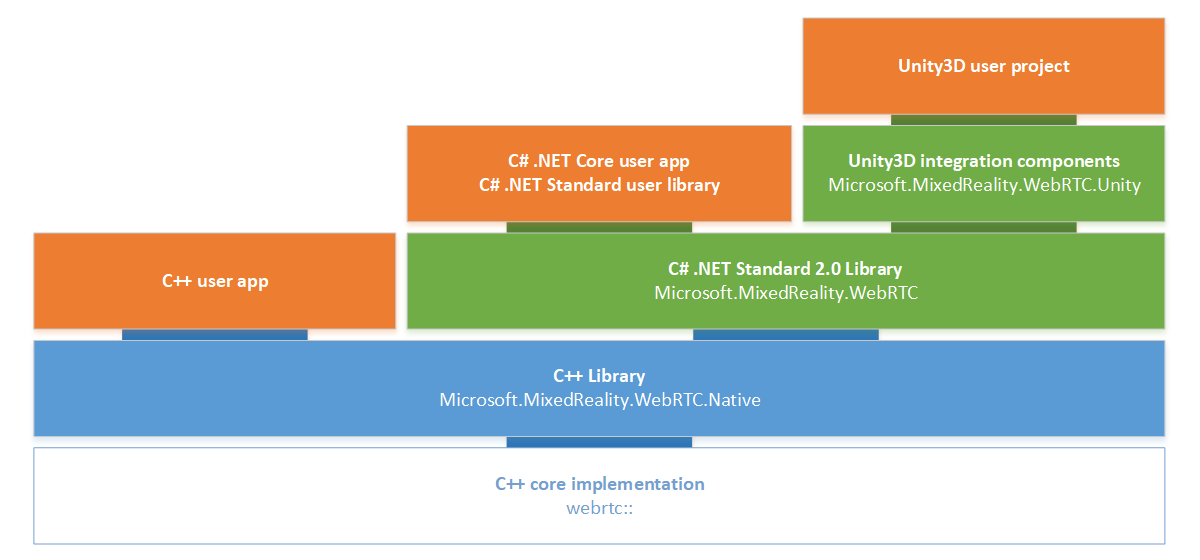 Unity3D user project
C# .NET Core user app
C# .NET Standard user library
Unity3D integration components
Microsoft.MixedReality.WebRTC.Unity
C++ user app
C# .NET Standard 2.0 Library
Microsoft.MixedReality.WebRTC
C++ Library
Microsoft.MixedReality.WebRTC.Native
C++ core implementation
webrtc::